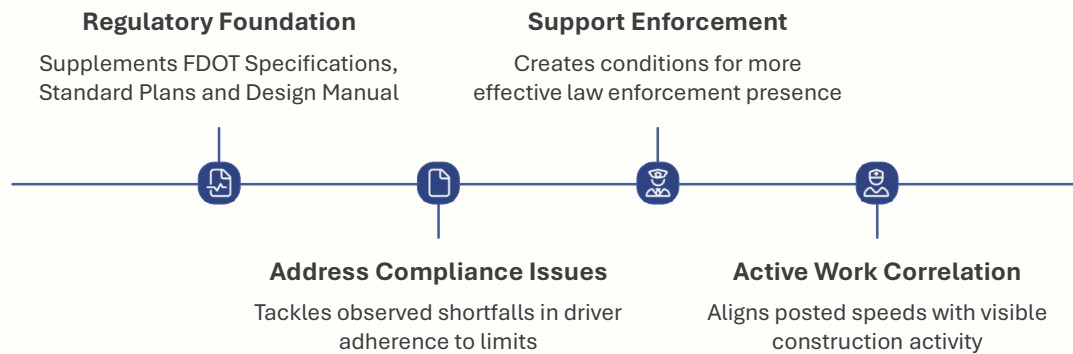 Regulatory Foundation
Supplements FDOT Specifications,
Standard Plans and Design Manual
Support Enforcement
Creates conditions for more
effective law enforcement presence
Address Compliance Issues
Tackles observed shortfalls in driver
adherence to limits
Active Work Correlation
Aligns posted speeds with visible
construction activity